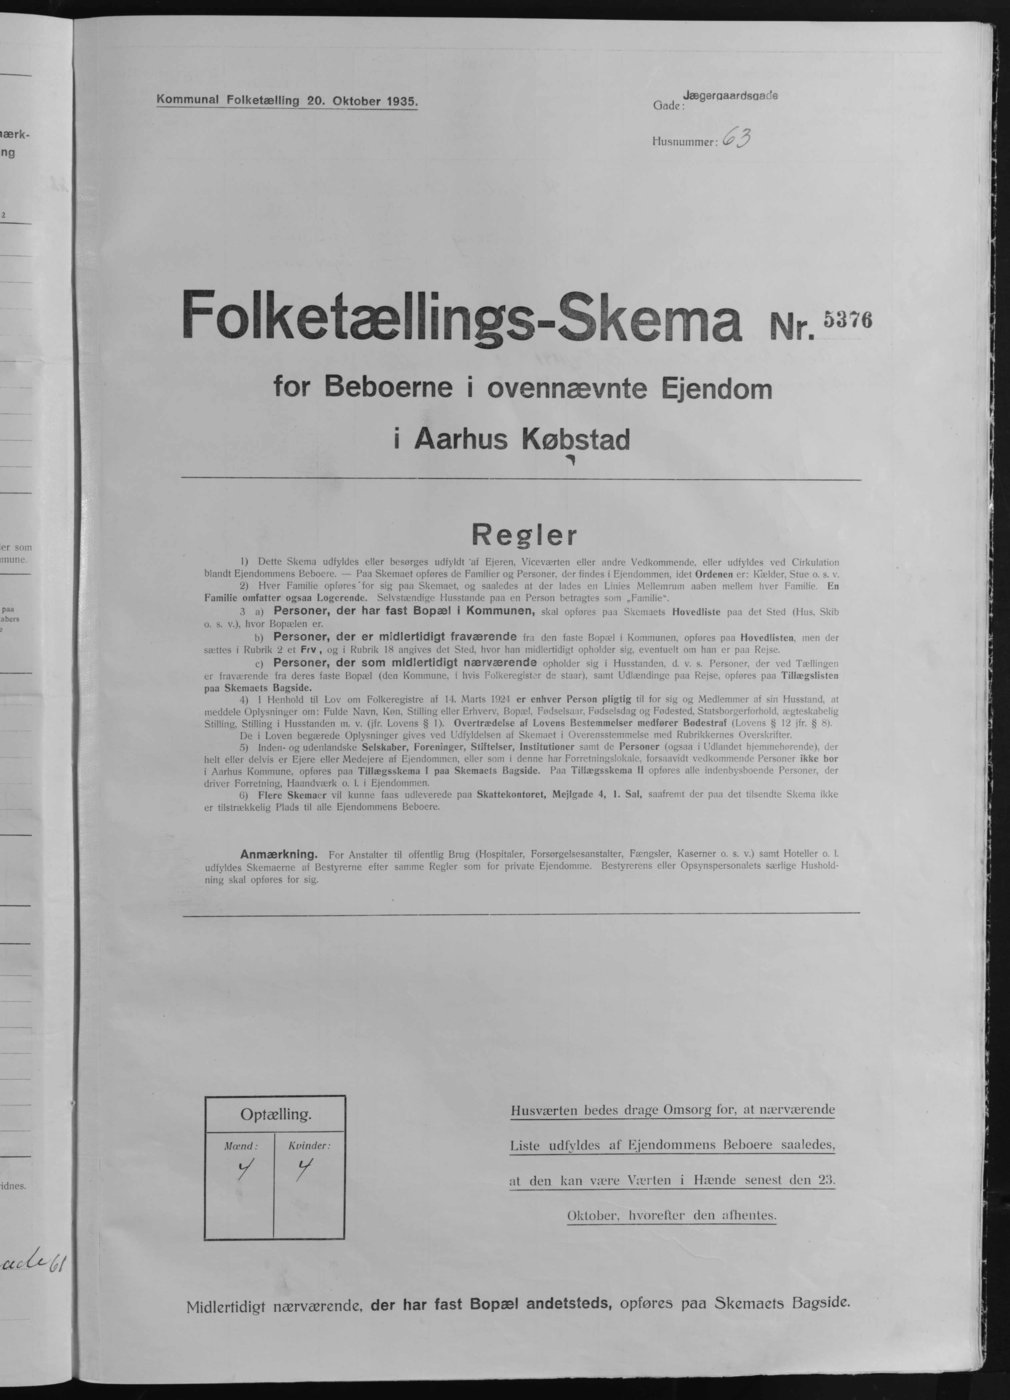 Kommunal Folketælling 20. Oktober 1935.
Jægergaardsgade
Gade:
Husnummer: 63
Folketællings-Skema Nr. 5376
for Beboerne i ovennævnte Ejendom
i Aarhus Købstad
Regler
1) Dette Skema udfyldes eller besørges udfyldt af Ejeren, Viceværten eller andre Vedkommende, eller udfyldes ved Cirkulation
blandt Ejendommens Beboere. — Paa Skemaet opføres de Familier og Personer, der findes i Ejendommen, idet Ordenen er: Kælder, Stue o. s. v.
2) Hver Familie opføres for sig paa Skemaet, og saaledes at der lades en Linies Mellemrum aaben mellem hver Familie. En
Familie omfatter ogsaa Logerende. Selvstændige Husstande paa en Person betragtes som „Familie“.
3 a) Personer, der har fast Bopæl i Kommunen, skal opføres paa Skemaets Hovedliste paa det Sted (Hus, Skib
o. s. v.), hvor Bopælen er.
b) Personer, der er midlertidigt fraværende fra den faste Bopæl i Kommunen, opføres paa Hovedlisten, men der
sættes i Rubrik 2 et Frv, og i Rubrik 18 angives det Sted, hvor han midlertidigt opholder sig, eventuelt om han er paa Rejse.
c) Personer, der som midlertidigt nærværende opholder sig i Husstanden, d. v. s. Personer, der ved Tællingen
er fraværende fra deres faste Bopæl (den Kommune, i hvis Folkeregister de staar), samt Udlændinge paa Rejse, opføres paa Tillægslisten
paa Skemaets Bagside.
4) I Henhold til Lov om Folkeregistre af 14. Marts 1924 er enhver Person pligtig til for sig og Medlemmer af sin Husstand, at
meddele Oplysninger om: Fulde Navn, Køn, Stilling eller Erhverv, Bopæl, Fødselsaar, Fødselsdag og Fødested, Statsborgerforhold, ægteskabelig
Stilling, Stilling i Husstanden m. v. (jfr. Lovens § 1). Overtrædelse af Lovens Bestemmelser medfører Bødestraf (Lovens § 12 jfr. § 8).
De i Loven begærede Oplysninger gives ved Udfyldelsen af Skemaet i Overensstemmelse med Rubrikkernes Overskrifter.
5) Inden- og udenlandske Selskaber, Foreninger, Stiftelser, Institutioner samt de Personer (ogsaa i Udlandet hjemmehørende), der
helt eller delvis er Ejere eller Medejere af Ejendommen, eller som i denne har Forretningslokale, forsaavidt vedkommende Personer ikke bor
i Aarhus Kommune, opføres paa Tillægsskema I paa Skemaets Bagside. Paa Tillægsskema II opføres alle indenbysboende Personer, der
driver Forretning, Haandværk o. l. i Ejendommen.
6) Flere Skemaer vil kunne faas udleverede paa Skattekontoret, Mejlgade 4, 1. Sal, saafremt der paa det tilsendte Skema ikke
er tilstrækkelig Plads til alle Ejendommens Beboere.
Anmærkning. For Anstalter til offentlig Brug (Hospitaler, Forsørgelsesanstalter, Fængsler, Kaserner o. s. v.) samt Hoteller o. l.
udfyldes Skemaerne af Bestyrerne efter samme Regler som for private Ejendomme. Bestyrerens eller Opsynspersonalets særlige Hushold-
ning skal opføres for sig.
Optælling.
Mænd: Kvinder:
4 4
Husværten bedes drage Omsorg for, at nærværende
Liste udfyldes af Ejendommens Beboere saaledes,
at den kan være Værten i Hænde senest den 23.
Oktober, hvorefter den afhentes.
Midlertidigt nærværende, der har fast Bopæl andetsteds, opføres paa Skemaets Bagside.